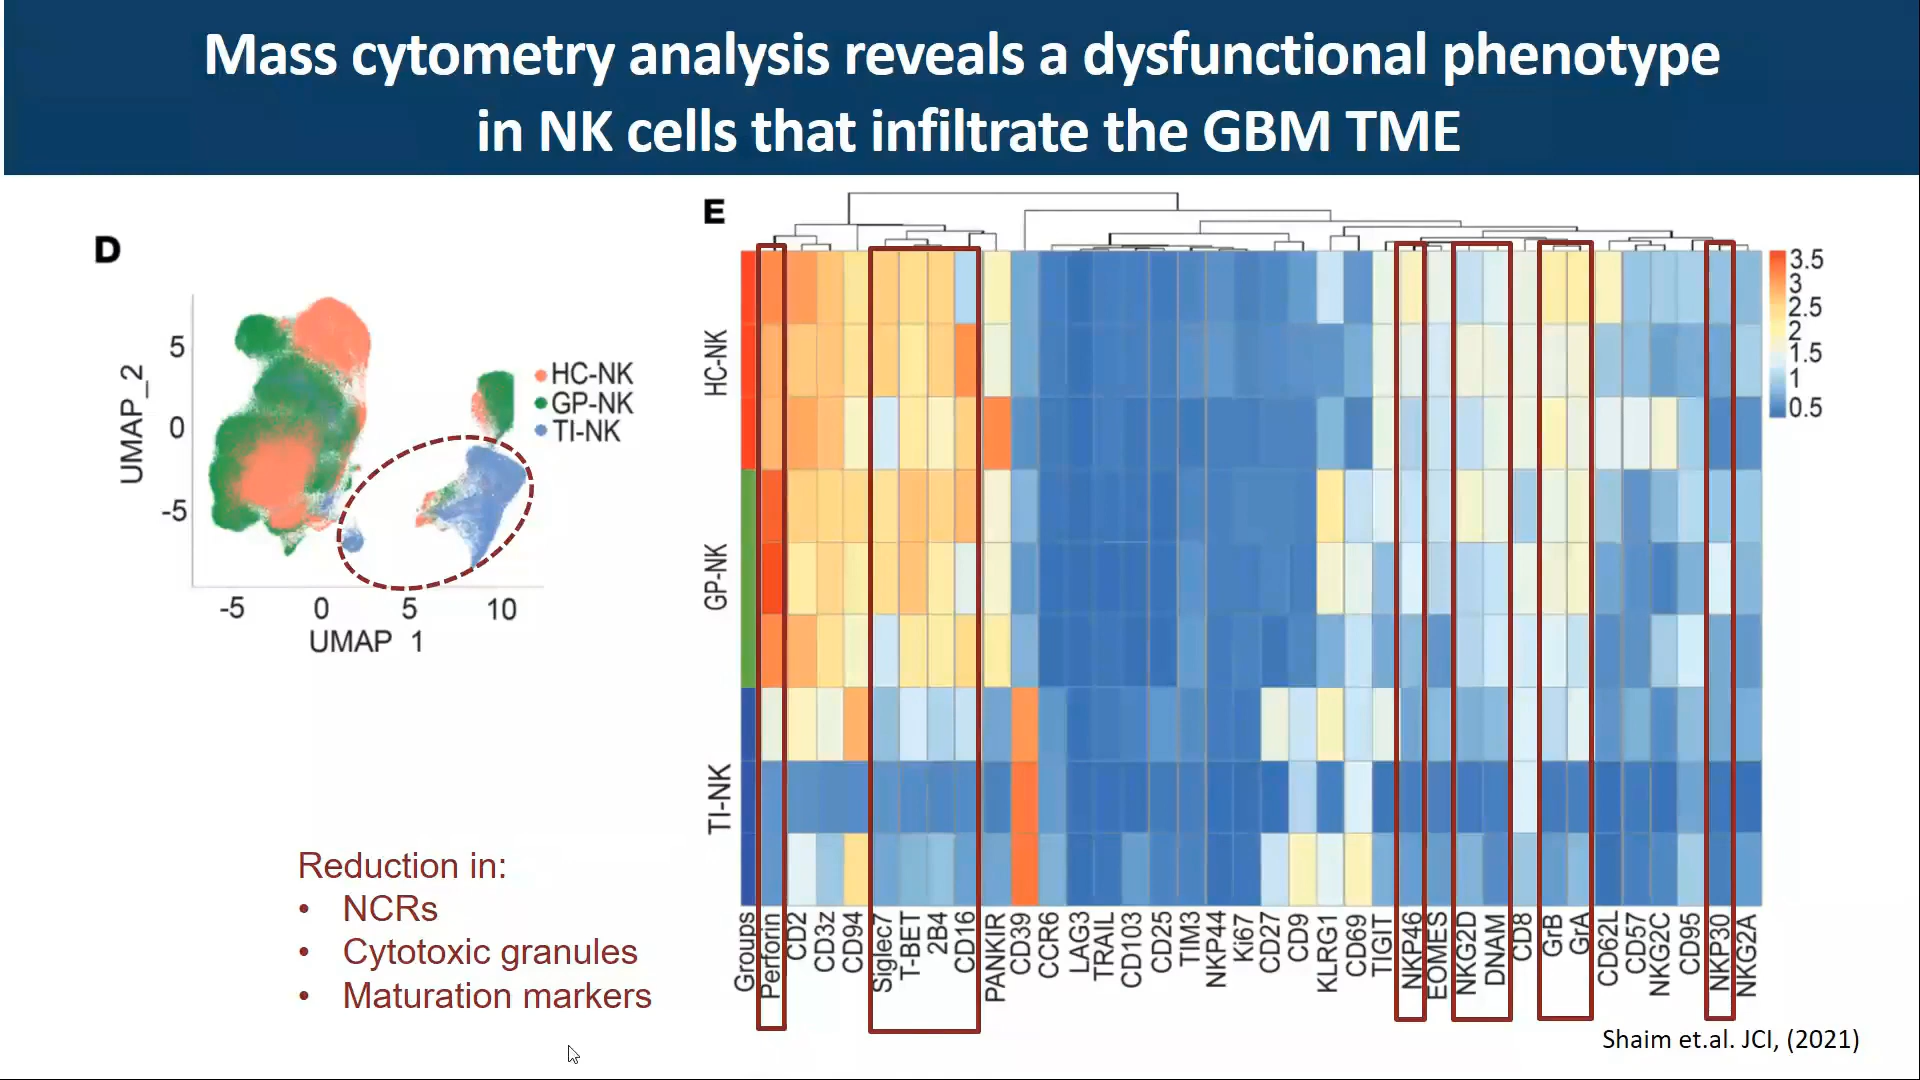 Mass cytometry analysis reveals a dysfunctional phenotype
in NK cells that infiltrate the GBM TME
D
UMAP_2
5
0
-5
-5 0 5 10
UMAP 1
HC-NK
GP-NK
TI-NK
Reduction in:
• NCRs
• Cytotoxic granules
• Maturation markers
E
HC-NK
GP-NK
TI-NK
3.5
3
2.5
2
1.5
1
0.5
Groups
Perforin
CD2
CD3z
CD94
Siglec7
T-BET
2B4
CD16
PANKIR
CD39
CCR6
LAG3
TRAIL
CD103
CD25
TIM3
NKP44
Ki67
CD27
CD9
KLRG1
CD69
TIGIT
NKP46
EOMES
NKG2D
DNAM
CD8
GrB
GrA
CD62L
CD57
NKG2C
CD95
NKP30
NKG2A
Shaim et.al. JCI, (2021)